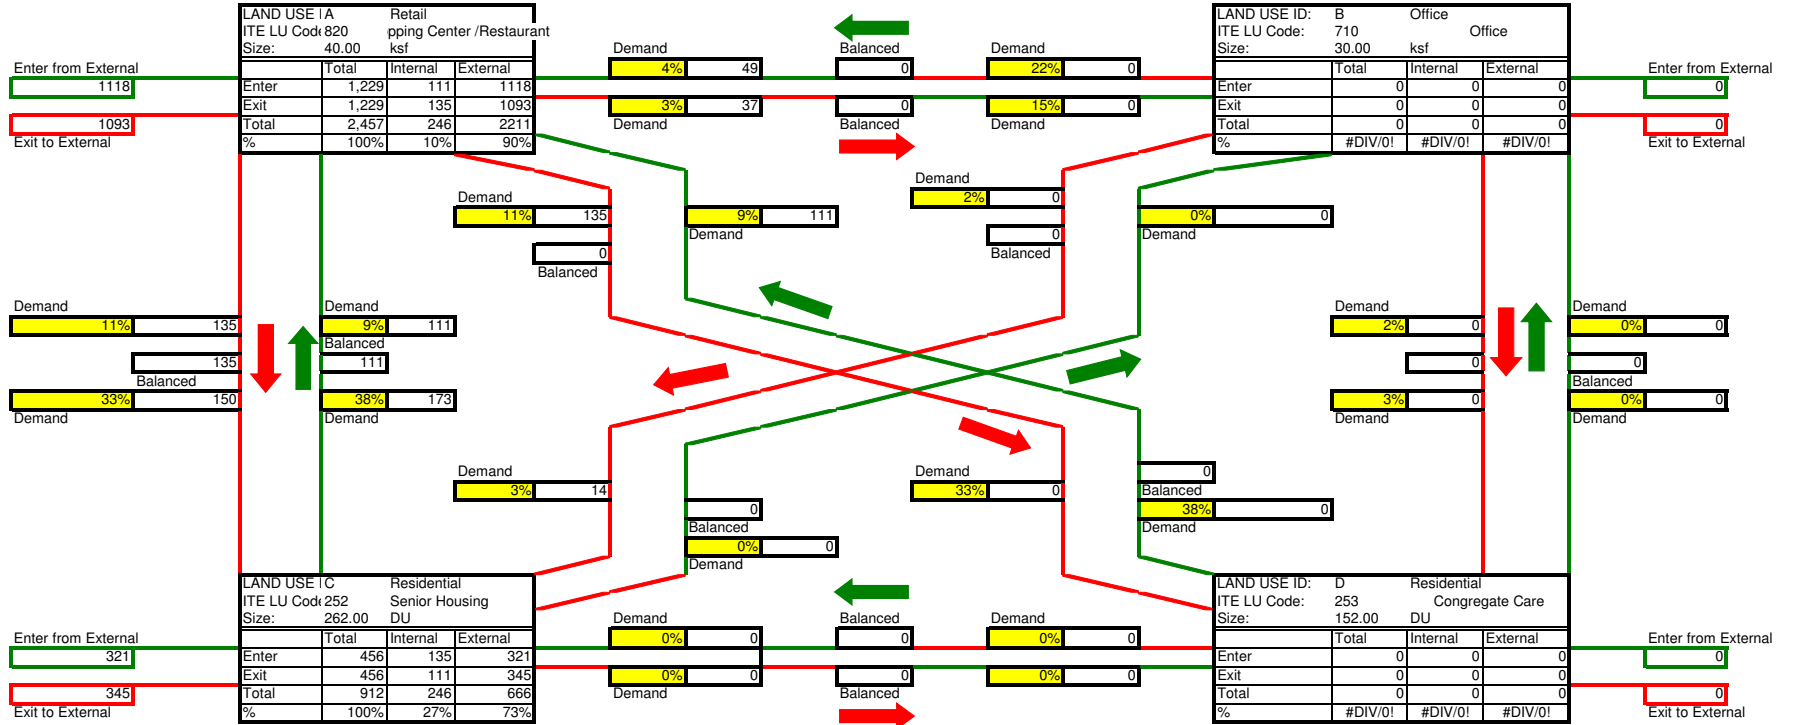 LAND USE I A Retail
ITE LU Code 820 pping Center /Restaurant
Size: 40.00 ksf
Total Internal External
Enter 1,229 111 1118
Exit 1,229 135 1093
Total 2,457 246 2211
% 100% 10% 90%
Enter from External
1118
1093
Exit to External
Demand Balanced Demand
4% 49 0 22% 0
3% 37 0 15% 0
Demand Balanced Demand
LAND USE ID: B Office
ITE LU Code: 710 Office
Size: 30.00 ksf
Total Internal External
Enter 0 0 0
Exit 0 0 0
Total 0 0 0
% #DIV/0! #DIV/0! #DIV/0!
Enter from External
0
0
Exit to External
Demand
11% 135
0
Balanced
9% 111
Demand
Demand
2% 0
0
Balanced
0% 0
Demand
Demand
11% 135
135
Balanced
33% 150
Demand
Demand
9% 111
Balanced
111
38% 173
Demand
Demand
2% 0
0
3% 0
Demand
Demand
0% 0
0
Balanced
0% 0
Demand
Demand
3% 14
0
Balanced
0% 0
Demand
Demand
33% 0
0
Balanced
38% 0
Demand
LAND USE I C Residential
ITE LU Code 252 Senior Housing
Size: 262.00 DU
Total Internal External
Enter 456 135 321
Exit 456 111 345
Total 912 246 666
% 100% 27% 73%
Enter from External
321
345
Exit to External
Demand Balanced Demand
0% 0 0 0% 0
0% 0 0 0% 0
Demand Balanced Demand
LAND USE ID: D Residential
ITE LU Code: 253 Congregate Care
Size: 152.00 DU
Total Internal External
Enter 0 0 0
Exit 0 0 0
Total 0 0 0
% #DIV/0! #DIV/0! #DIV/0!
Enter from External
0
0
Exit to External